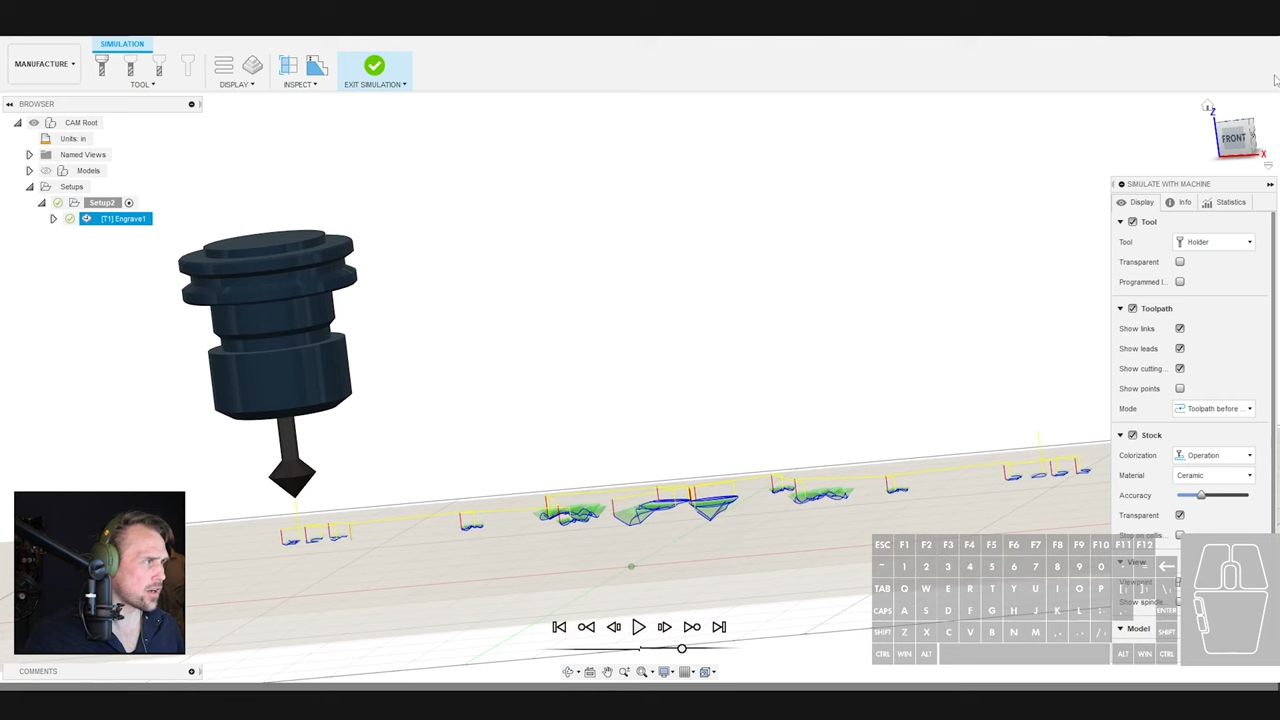 SIMULATION
MANUFACTURE
TOOL
DISPLAY
INSPECT
EXIT SIMULATION
BROWSER
CAM Root
Units: in
Named Views
Models
Setups
Setup2
[T1] Engrave1
Z
FRONT
X
SIMULATE WITH MACHINE
Display
Info
Statistics
Tool
Tool
Holder
Transparent
Programmed l...
Toolpath
Show links
Show leads
Show cutting...
Show points
Mode
Toolpath before ...
Stock
Colorization
Operation
Material
Ceramic
Accuracy
Transparent
View
Model
ESC F1 F2 F3 F4 F5 F6 F7 F8 F9 F10 F11 F12
~ 1 2 3 4 5 6 7 8 9 0
TAB Q W E R T Y U I O P
CAPS A S D F G H J K L
ENTER
SHIFT Z X C V B N M
SHIFT
CTRL WIN ALT
ALT WIN CTRL
COMMENTS